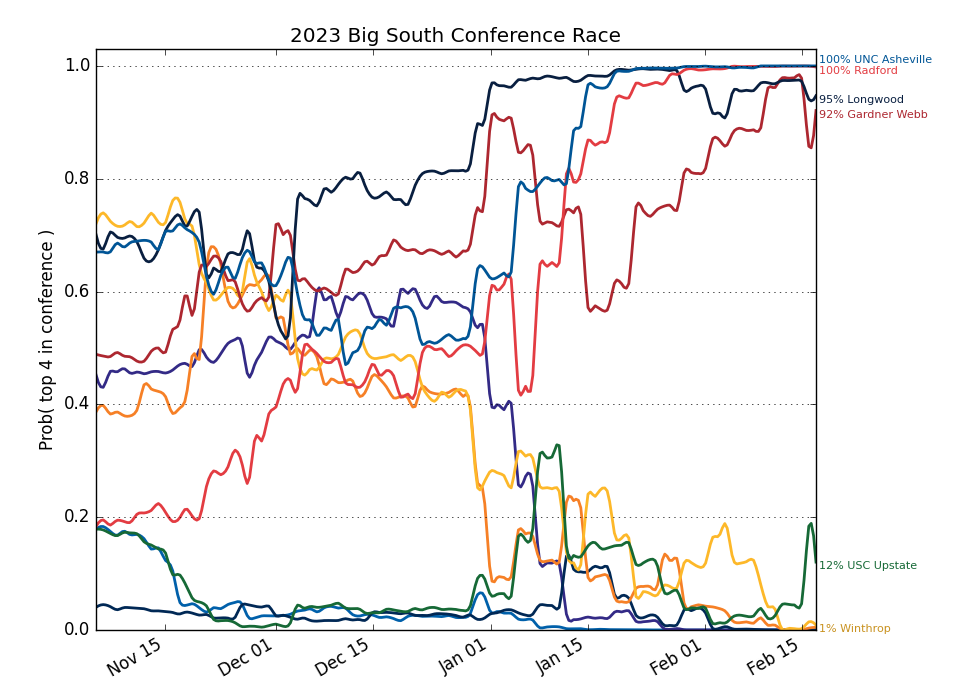 2023 Big South Conference Race
Prob( top 4 in conference )
1.0
0.8
0.6
0.4
0.2
0.0
Nov 15
Dec 01
Dec 15
Jan 01
Jan 15
Feb 01
Feb 15
100% UNC Asheville
100% Radford
95% Longwood
92% Gardner Webb
12% USC Upstate
1% Winthrop